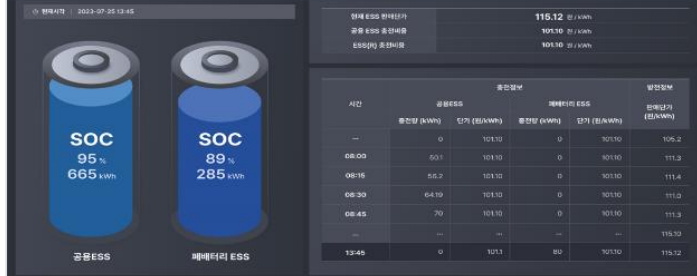 현재시각 | 2023-07-25 13:45
SOC
95 %
665 kWh
공용ESS
SOC
89 %
285 kWh
폐배터리 ESS
현재 ESS 판매단가 115.12 원/kWh
공용 ESS 충전비용 101.10 원/kWh
ESS(R) 충전비용 101.10 원/kWh
충전정보 발전정보
시간 공용ESS 폐배터리 ESS 판매단가 (원/kWh)
충전량 (kWh) 단가 (원/kWh) 충전량 (kWh) 단가 (원/kWh)
... 0 101.10 0 101.10 105.2
08:00 50.1 101.10 0 101.10 111.3
08:15 56.2 101.10 0 101.10 111.4
08:30 64.19 101.10 0 101.10 111.0
08:45 70 101.10 0 101.10 111.3
... ... ... ... ... 115.10
13:45 0 101.1 80 101.10 115.12